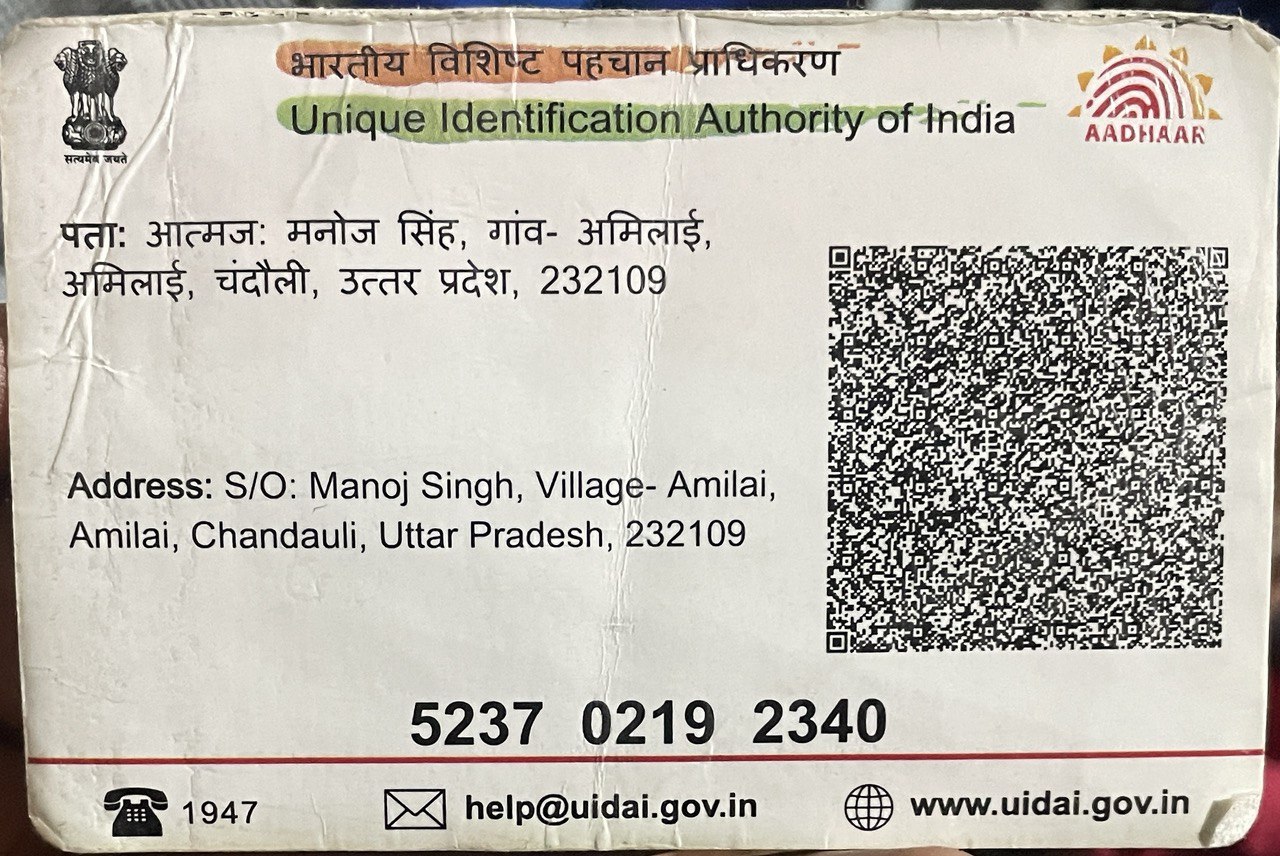 भारतीय विशिष्ट पहचान प्राधिकरण
Unique Identification Authority of India
सत्यमेव जयते
AADHAAR
पता: आत्मज: मनोज सिंह, गांव- अमिलाई,
अमिलाई, चंदौली, उत्तर प्रदेश, 232109
Address: S/O: Manoj Singh, Village- Amilai,
Amilai, Chandauli, Uttar Pradesh, 232109
5237 0219 2340
1947 help@uidai.gov.in www.uidai.gov.in